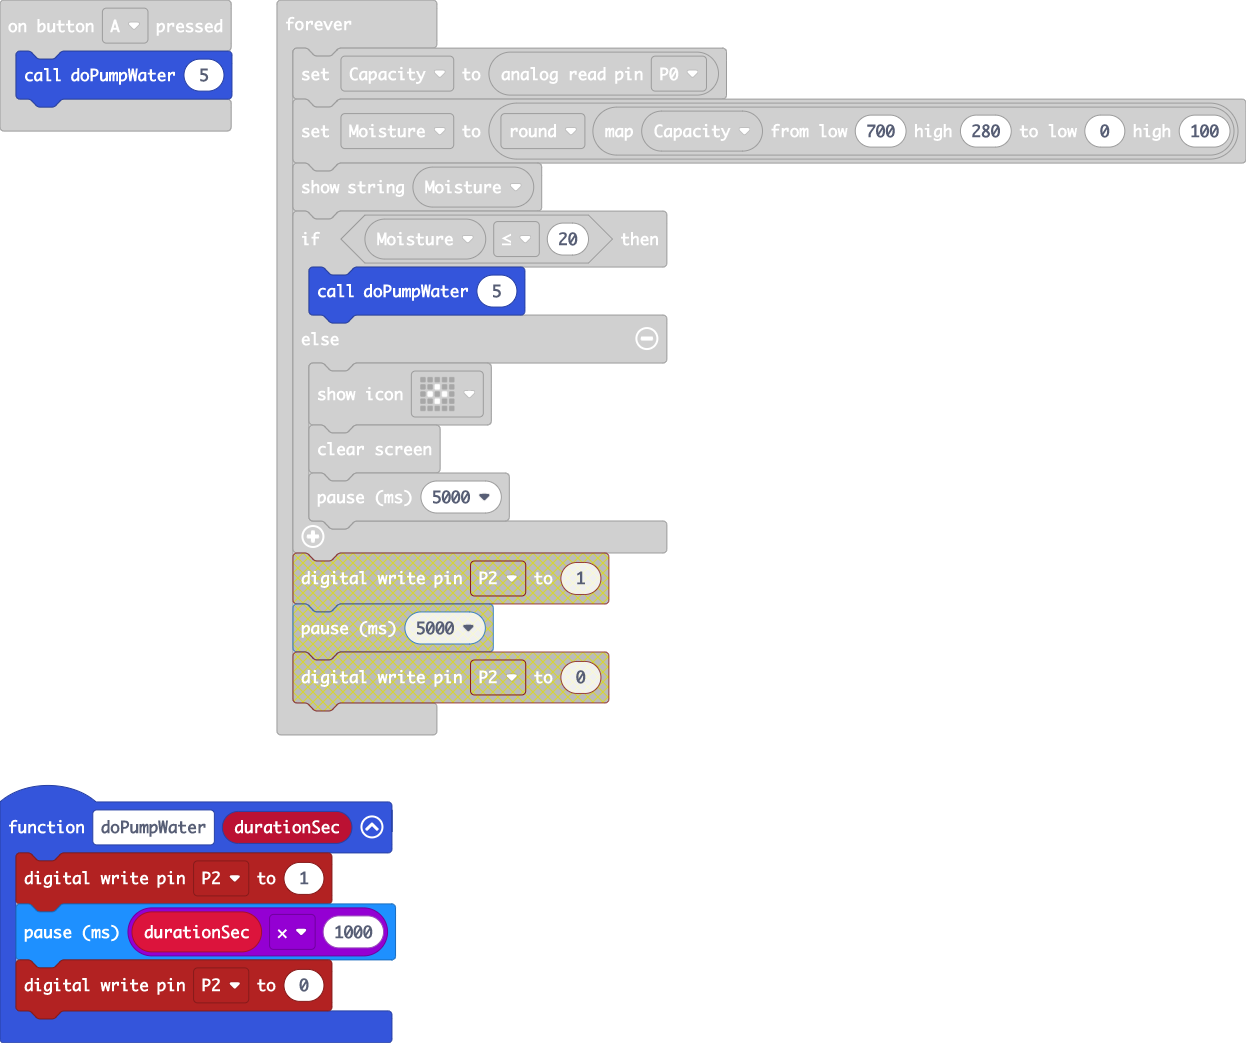 on button A pressed
call doPumpWater 5
forever
set Capacity to analog read pin P0
set Moisture to round map Capacity from low 700 high 280 to low 0 high 100
show string Moisture
if Moisture ≤ 20 then
call doPumpWater 5
else
show icon
clear screen
pause (ms) 5000
digital write pin P2 to 1
pause (ms) 5000
digital write pin P2 to 0
function doPumpWater durationSec
digital write pin P2 to 1
pause (ms) durationSec × 1000
digital write pin P2 to 0